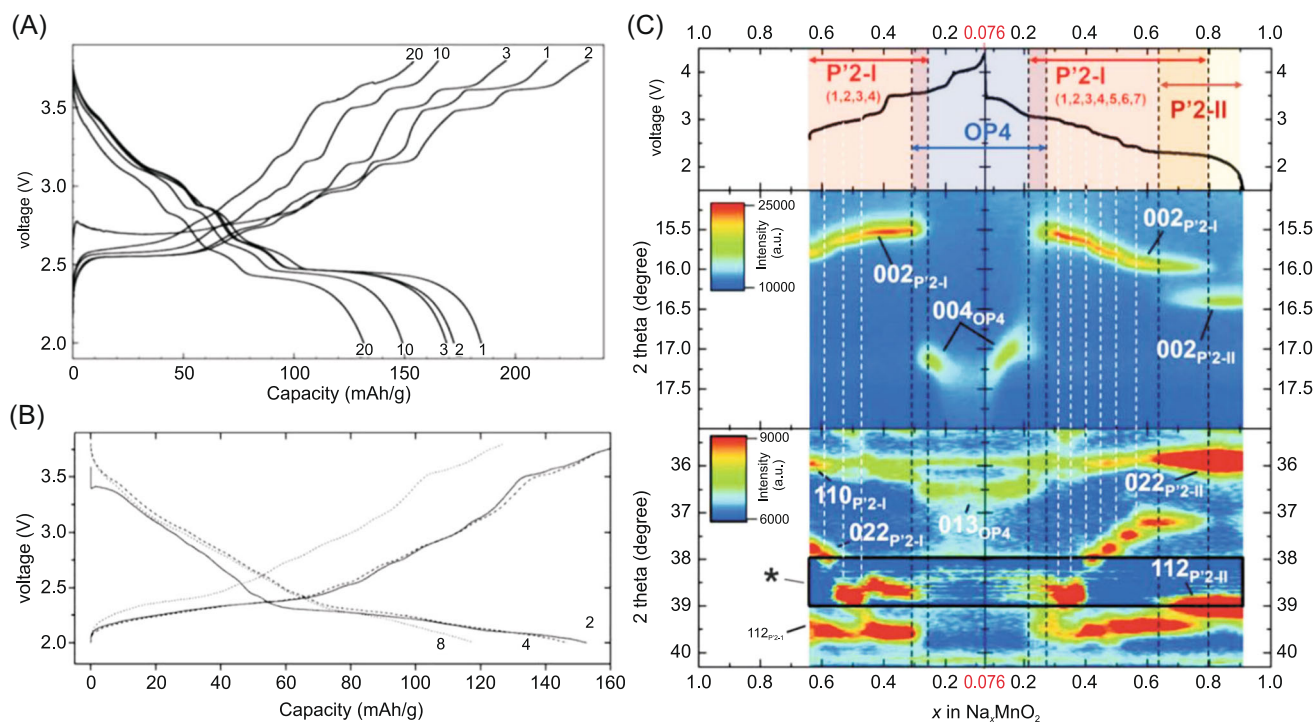 (A)
20 10 3 1 2
3.5
3.0
2.5
2.0
voltage (V)
20 10 3 2 1
0 50 100 150 200
Capacity (mAh/g)
(B)
3.5
3.0
2.5
2.0
voltage (V)
8 4 2
0 20 40 60 80 100 120 140 160
Capacity (mAh/g)
(C)
1.0 0.6 0.4 0.2 0.076 0.2 0.4 0.6 0.8 1.0
voltage (V)
4
3
2
P'2-I
(1,2,3,4)
P'2-I
(1,2,3,4,5,6,7)
P'2-II
OP4
4
3
2
25000
Intensity (a.u.)
10000
15.5
16.0
16.5
17.0
17.5
2 theta (degree)
002P'2-I
004OP4
002P'2-I
002P'2-II
15.5
16.0
16.5
17.0
17.5
9000
Intensity (a.u.)
6000
36
37
38
39
40
2 theta (degree)
110P'2-I
022P'2-I
013OP4
022P'2-II
112P'2-II
*
112P'2-1
36
37
38
39
40
1.0 0.8 0.6 0.4 0.2 0.076 0.2 0.4 0.6 0.8 1.0
x in NaxMnO2